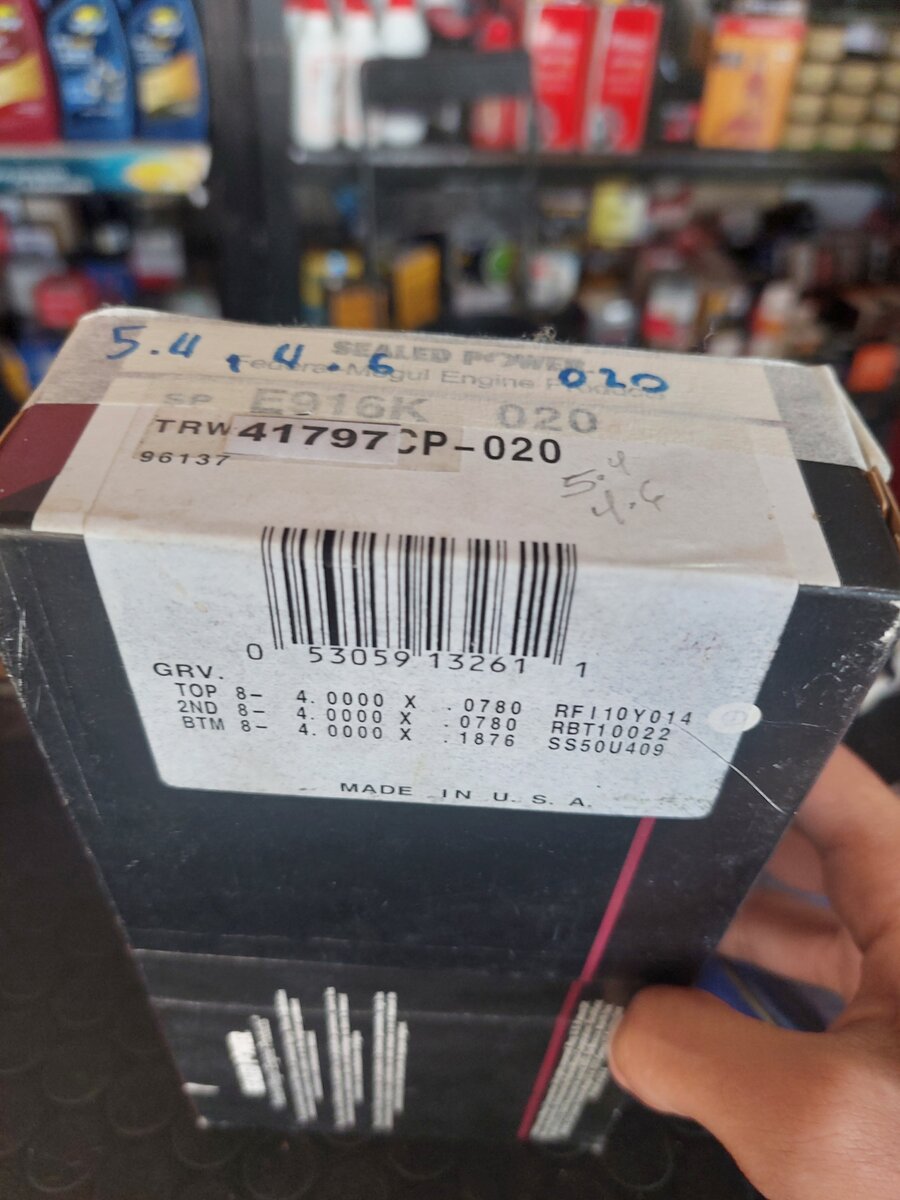 5.4, 4.6 020
SEALED POWER
Federal-Mogul Engine Products
SP E916K 020
TRW 41797CP-020
96137
5.4
4.6
0 53059 13261 1
GRV.
TOP 8- 4.0000 X .0780 RFI10Y014
2ND 8- 4.0000 X .0780 RBT10022
BTM 8- 4.0000 X .1876 SS50U409
MADE IN U.S.A.